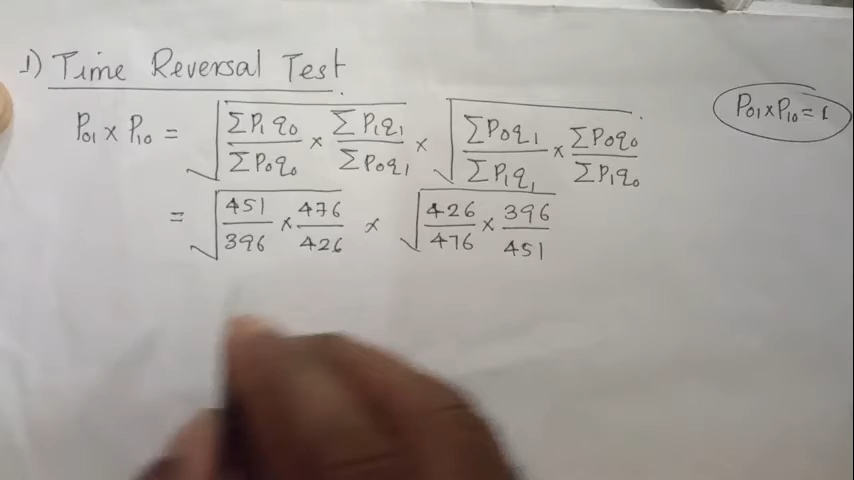 1) Time Reversal Test
P01 x P10 = √(ΣP1q0/ΣP0q0 x ΣP1q1/ΣP0q1) x √(ΣP0q1/ΣP1q1 x ΣP0q0/ΣP1q0)
P01 x P10 = 1
= √(451/396 x 476/426) x √(426/476 x 396/451)